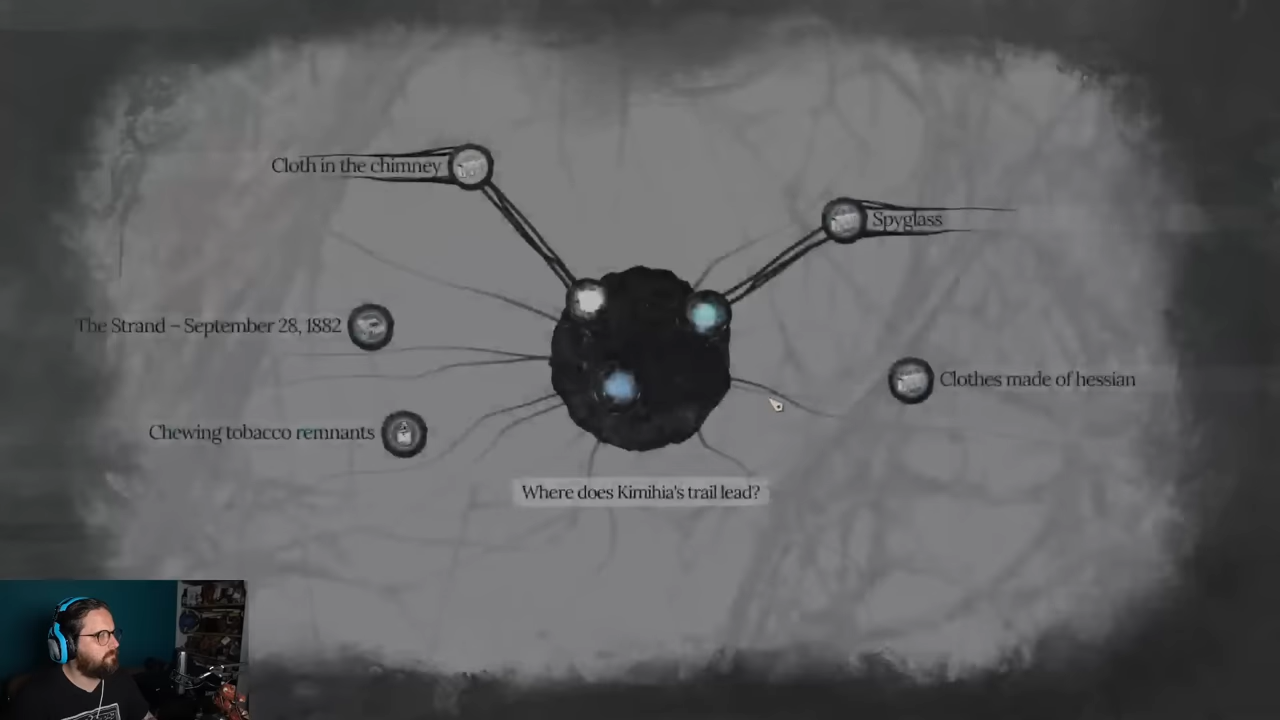 Cloth in the chimney
Spyglass
The Strand – September 28, 1882
Clothes made of hessian
Chewing tobacco remnants
Where does Kimihia's trail lead?